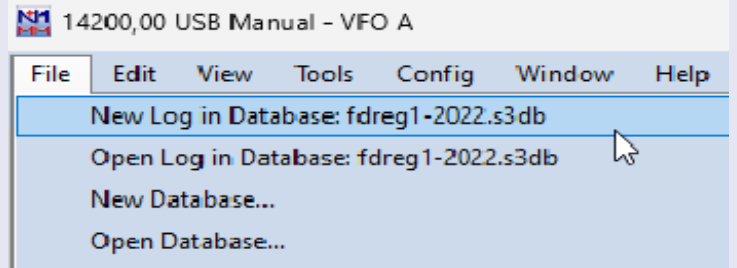 14200,00 USB Manual - VFO A
File Edit View Tools Config Window Help
New Log in Database: fdreg1-2022.s3db
Open Log in Database: fdreg1-2022.s3db
New Database...
Open Database...